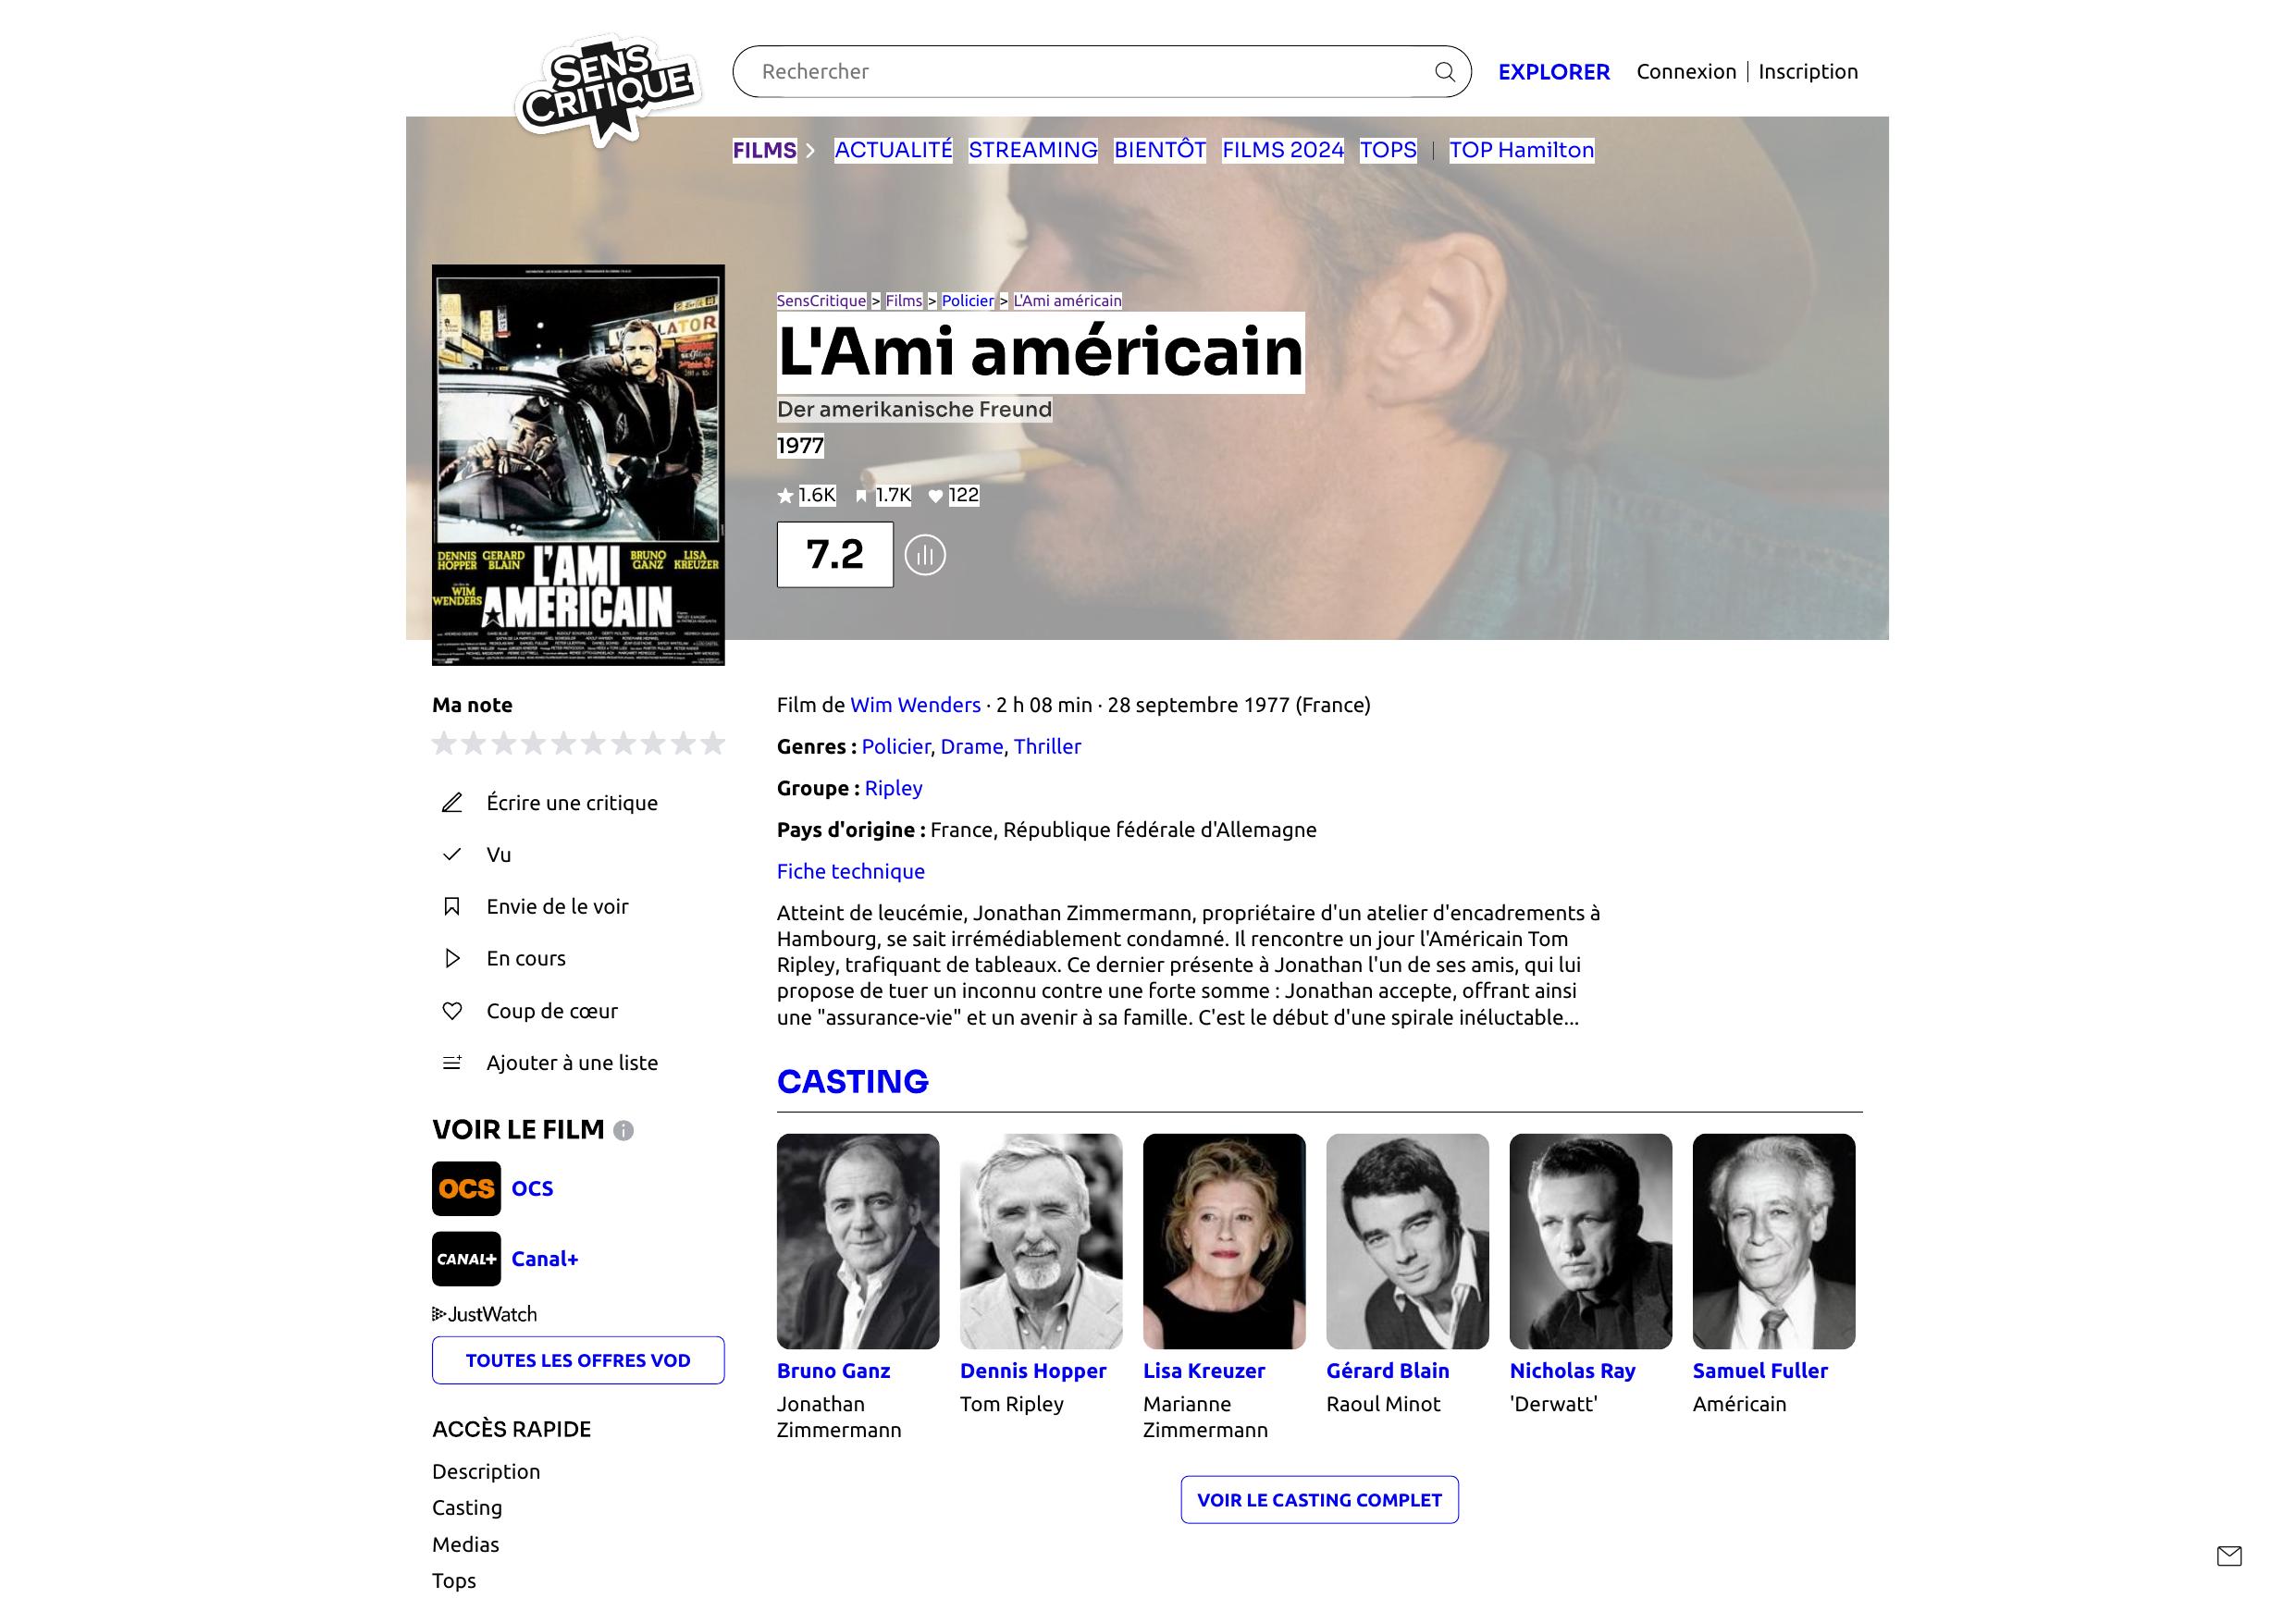 SENS
CRITIQUE
Rechercher
EXPLORER
Connexion
Inscription
FILMS
ACTUALITÉ
STREAMING
BIENTÔT
FILMS 2024
TOPS
TOP Hamilton
LATOR
DENNIS HOPPER
GERARD BLAIN
BRUNO GANZ
LISA KREUZER
WIM WENDERS
L'AMI
AMERICAIN
SensCritique > Films > Policier > L'Ami américain
L'Ami américain
Der amerikanische Freund
1977
1.6K 1.7K 122
7.2
Ma note
Écrire une critique
Vu
Envie de le voir
En cours
Coup de cœur
Ajouter à une liste
VOIR LE FILM
OCS OCS
CANAL+ Canal+
JustWatch
TOUTES LES OFFRES VOD
ACCÈS RAPIDE
Description
Casting
Medias
Tops
Film de Wim Wenders · 2 h 08 min · 28 septembre 1977 (France)
Genres : Policier, Drame, Thriller
Groupe : Ripley
Pays d'origine : France, République fédérale d'Allemagne
Fiche technique
Atteint de leucémie, Jonathan Zimmermann, propriétaire d'un atelier d'encadrements à
Hambourg, se sait irrémédiablement condamné. Il rencontre un jour l'Américain Tom
Ripley, trafiquant de tableaux. Ce dernier présente à Jonathan l'un de ses amis, qui lui
propose de tuer un inconnu contre une forte somme : Jonathan accepte, offrant ainsi
une "assurance-vie" et un avenir à sa famille. C'est le début d'une spirale inéluctable...
CASTING
Bruno Ganz
Jonathan
Zimmermann
Dennis Hopper
Tom Ripley
Lisa Kreuzer
Marianne
Zimmermann
Gérard Blain
Raoul Minot
Nicholas Ray
'Derwatt'
Samuel Fuller
Américain
VOIR LE CASTING COMPLET